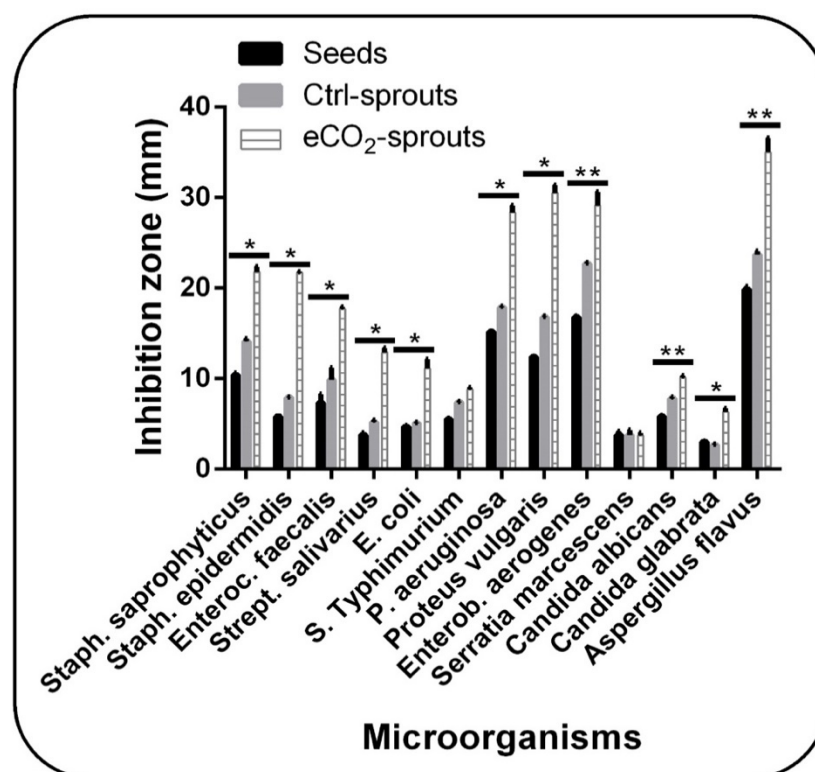 Seeds
Ctrl-sprouts
eCO₂-sprouts
Inhibition zone (mm)
40
30
20
10
0
*
*
*
*
*
*
*
**
**
*
**
Staph. saprophyticus
Staph. epidermidis
Enteroc. faecalis
Strept. salivarius
E. coli
S. Typhimurium
P. aeruginosa
Proteus vulgaris
Enterob. aerogenes
Serratia marcescens
Candida albicans
Candida glabrata
Aspergillus flavus
Microorganisms